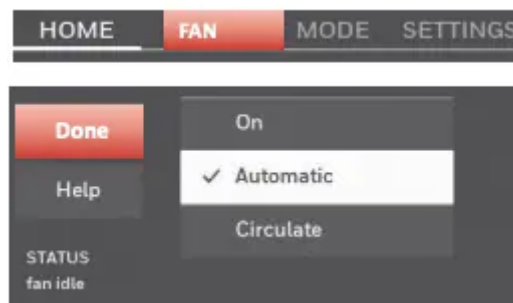 HOME FAN MODE SETTINGS
Done
Help
STATUS
fan idle
On
✓ Automatic
Circulate